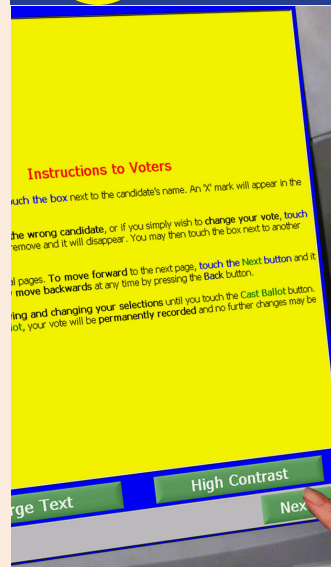 Instructions to Voters
ouch the box next to the candidate's name. An 'X' mark will appear in the
the wrong candidate, or if you simply wish to change your vote, touch
remove and it will disappear. You may then touch the box next to another
al pages. To move forward to the next page, touch the Next button and it
move backwards at any time by pressing the Back button.
ing and changing your selections until you touch the Cast Ballot button.
lot, your vote will be permanently recorded and no further changes may be
rge Text
High Contrast
Nex